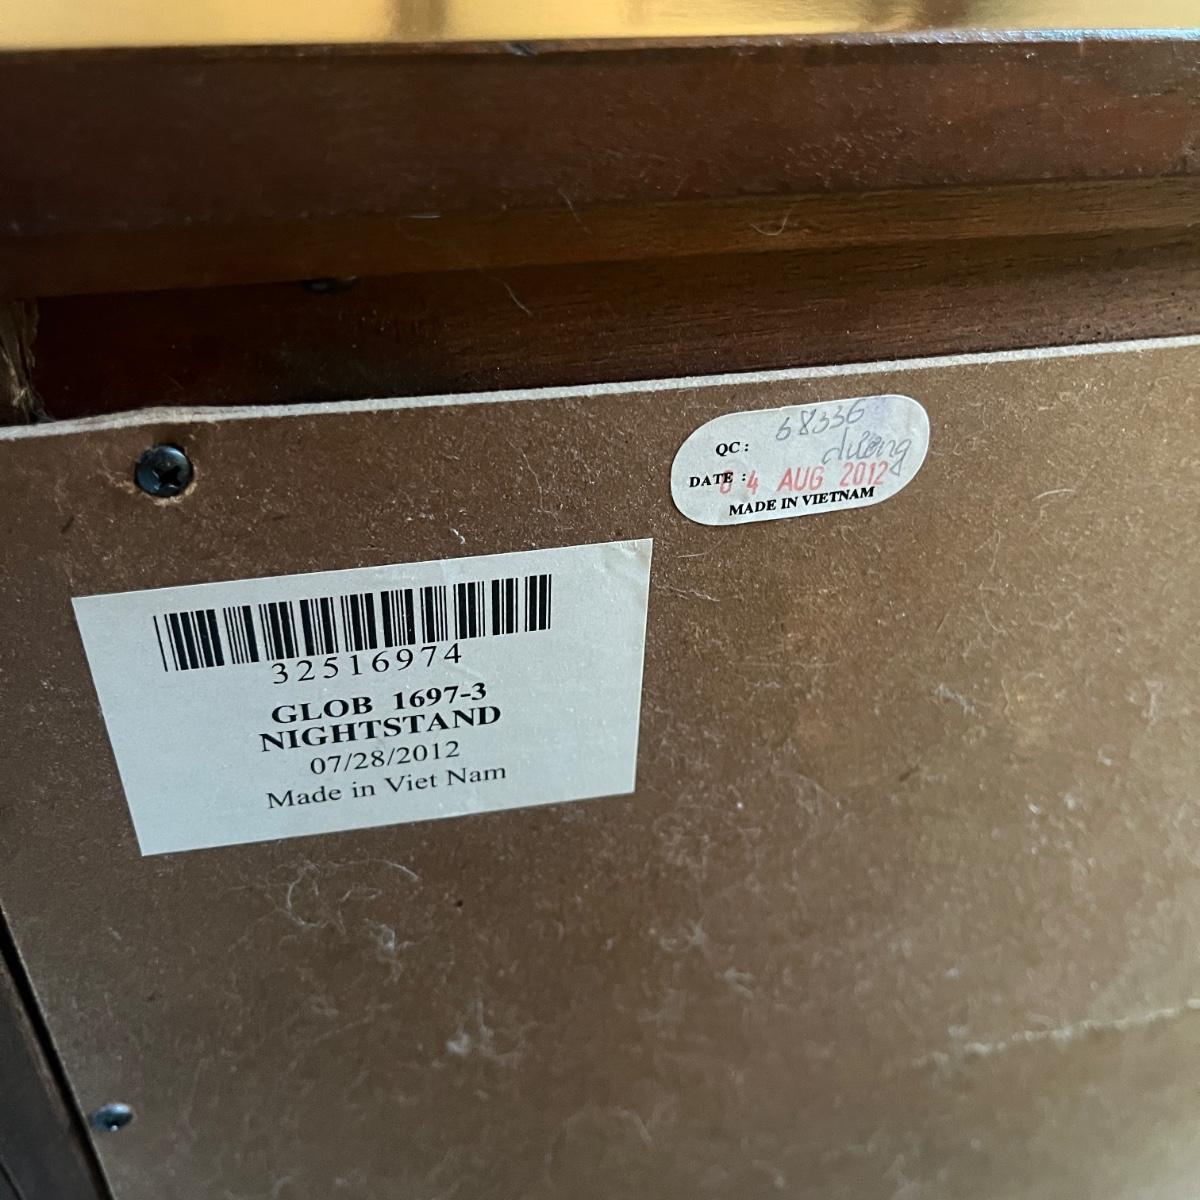 QC: 68336
dương
DATE: 04 AUG 2012
MADE IN VIETNAM
32516974
GLOB 1697-3
NIGHTSTAND
07/28/2012
Made in Viet Nam